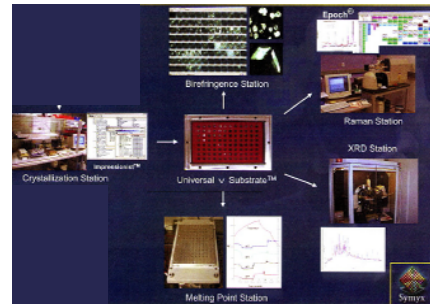 Epoch©
Birefringence Station
Raman Station
XRD Station
Impressionist™
Crystallization Station
Universal v Substrate™
Melting Point Station
Symyx